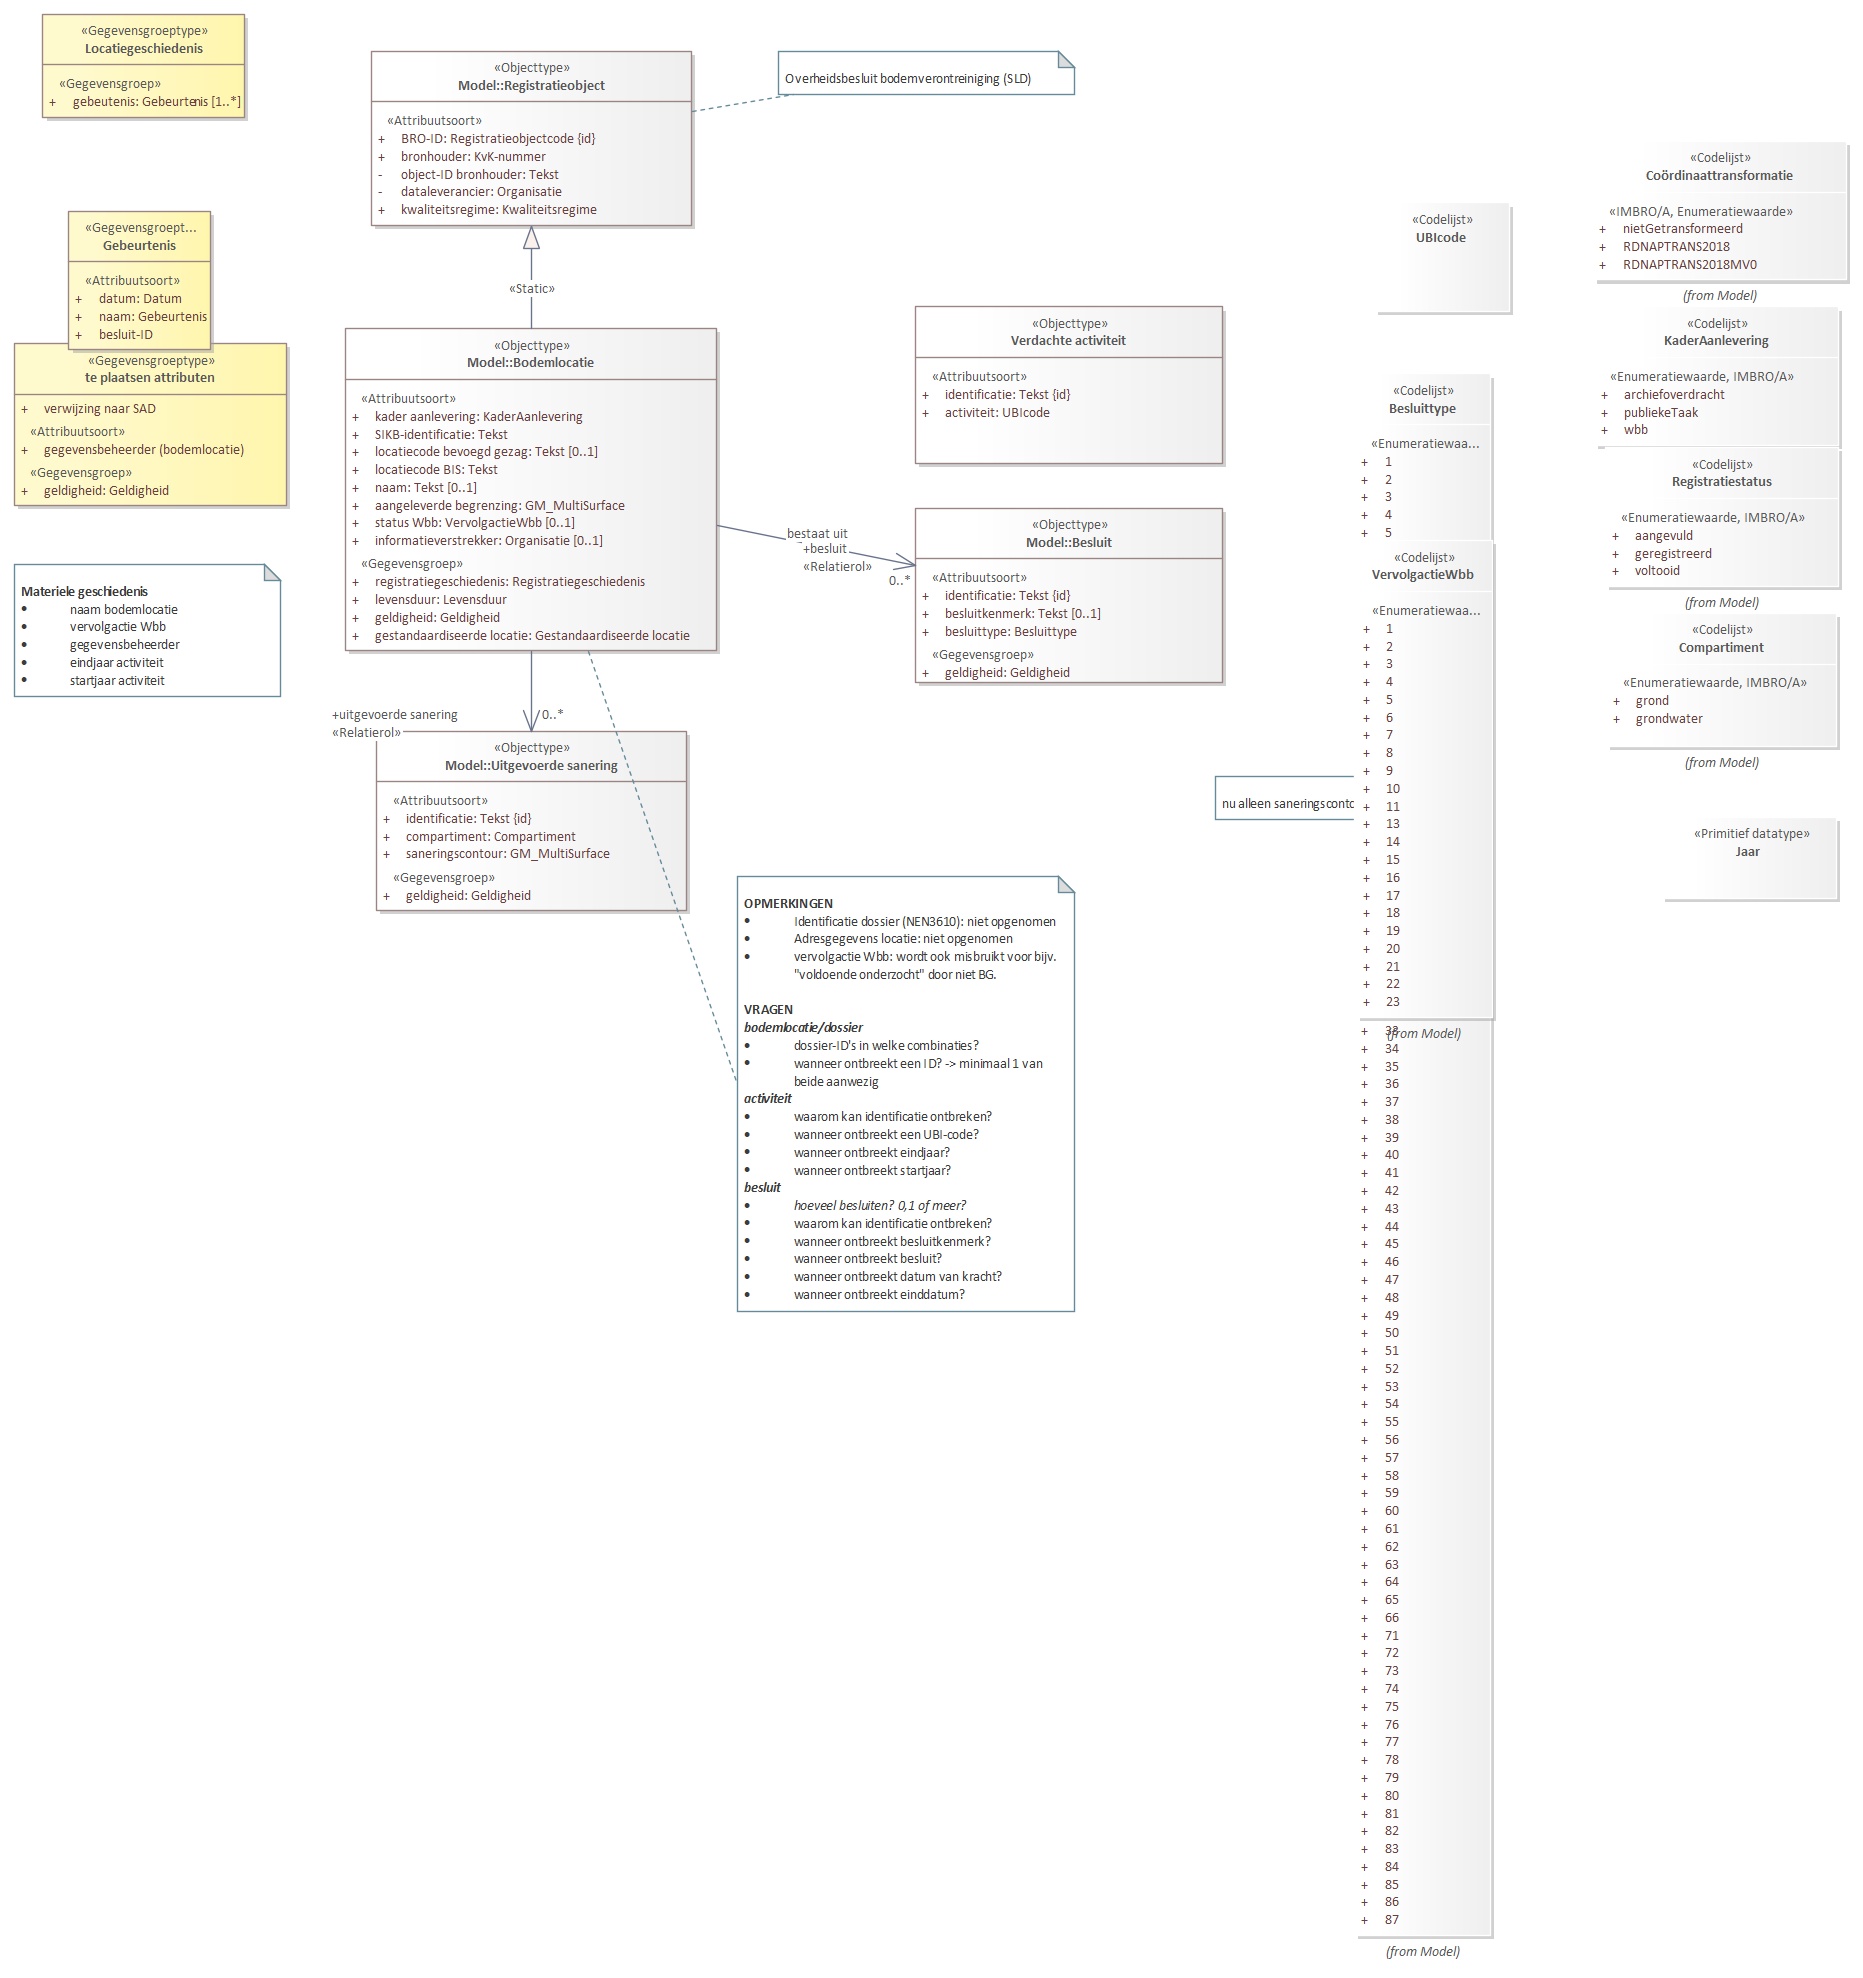 «Gegevensgroeptype»
Locatiegeschiedenis
«Gegevensgroep»
+ gebeutenis: Gebeurtenis [1..*]
«Gegevensgroept...
Gebeurtenis
«Attribuutsoort»
+ datum: Datum
+ naam: Gebeurtenis
+ besluit-ID
«Gegevensgroeptype»
te plaatsen attributen
+ verwijzing naar SAD
«Attribuutsoort»
+ gegevensbeheerder (bodemlocatie)
«Gegevensgroep»
+ geldigheid: Geldigheid
Materiele geschiedenis
• naam bodemlocatie
• vervolgactie Wbb
• gegevensbeheerder
• eindjaar activiteit
• startjaar activiteit
«Objecttype»
Model::Registratieobject
«Attribuutsoort»
+ BRO-ID: Registratieobjectcode {id}
+ bronhouder: KvK-nummer
- object-ID bronhouder: Tekst
- dataleverancier: Organisatie
+ kwaliteitsregime: Kwaliteitsregime
Overheidsbesluit bodemverontreiniging (SLD)
«Static»
«Objecttype»
Model::Bodemlocatie
«Attribuutsoort»
+ kader aanlevering: KaderAanlevering
+ SIKB-identificatie: Tekst
+ locatiecode bevoegd gezag: Tekst [0..1]
+ locatiecode BIS: Tekst
+ naam: Tekst [0..1]
+ aangeleverde begrenzing: GM_MultiSurface
+ status Wbb: VervolgactieWbb [0..1]
+ informatieverstrekker: Organisatie [0..1]
«Gegevensgroep»
+ registratiegeschiedenis: Registratiegeschiedenis
+ levensduur: Levensduur
+ geldigheid: Geldigheid
+ gestandaardiseerde locatie: Gestandaardiseerde locatie
bestaat uit
+besluit
«Relatierol»
0..*
+uitgevoerde sanering
«Relatierol»
0..*
«Objecttype»
Model::Uitgevoerde sanering
«Attribuutsoort»
+ identificatie: Tekst {id}
+ compartiment: Compartiment
+ saneringscontour: GM_MultiSurface
«Gegevensgroep»
+ geldigheid: Geldigheid
«Objecttype»
Verdachte activiteit
«Attribuutsoort»
+ identificatie: Tekst {id}
+ activiteit: UBIcode
«Objecttype»
Model::Besluit
«Attribuutsoort»
+ identificatie: Tekst {id}
+ besluitkenmerk: Tekst [0..1]
+ besluittype: Besluittype
«Gegevensgroep»
+ geldigheid: Geldigheid
nu alleen saneringsconto
OPMERKINGEN
• Identificatie dossier (NEN3610): niet opgenomen
• Adresgegevens locatie: niet opgenomen
• vervolgactie Wbb: wordt ook misbruikt voor bijv.
"voldoende onderzocht" door niet BG.
VRAGEN
bodemlocatie/dossier
• dossier-ID's in welke combinaties?
• wanneer ontbreekt een ID? -> minimaal 1 van
beide aanwezig
activiteit
• waarom kan identificatie ontbreken?
• wanneer ontbreekt een UBI-code?
• wanneer ontbreekt eindjaar?
• wanneer ontbreekt startjaar?
besluit
• hoeveel besluiten? 0,1 of meer?
• waarom kan identificatie ontbreken?
• wanneer ontbreekt besluitkenmerk?
• wanneer ontbreekt besluit?
• wanneer ontbreekt datum van kracht?
• wanneer ontbreekt einddatum?
«Codelijst»
UBIcode
«Codelijst»
Besluittype
«Enumeratiewaa...
+ 1
+ 2
+ 3
+ 4
+ 5
«Codelijst»
VervolgactieWbb
«Enumeratiewaa...
+ 1
+ 2
+ 3
+ 4
+ 5
+ 6
+ 7
+ 8
+ 9
+ 10
+ 11
+ 13
+ 14
+ 15
+ 16
+ 17
+ 18
+ 19
+ 20
+ 21
+ 22
+ 23
(from Model)
+ 33
+ 34
+ 35
+ 36
+ 37
+ 38
+ 39
+ 40
+ 41
+ 42
+ 43
+ 44
+ 45
+ 46
+ 47
+ 48
+ 49
+ 50
+ 51
+ 52
+ 53
+ 54
+ 55
+ 56
+ 57
+ 58
+ 59
+ 60
+ 61
+ 62
+ 63
+ 64
+ 65
+ 66
+ 71
+ 72
+ 73
+ 74
+ 75
+ 76
+ 77
+ 78
+ 79
+ 80
+ 81
+ 82
+ 83
+ 84
+ 85
+ 86
+ 87
(from Model)
«Codelijst»
Coördinaattransformatie
«IMBRO/A, Enumeratiewaarde»
+ nietGetransformeerd
+ RDNAPTRANS2018
+ RDNAPTRANS2018MV0
(from Model)
«Codelijst»
KaderAanlevering
«Enumeratiewaarde, IMBRO/A»
+ archiefoverdracht
+ publiekeTaak
+ wbb
«Codelijst»
Registratiestatus
«Enumeratiewaarde, IMBRO/A»
+ aangevuld
+ geregistreerd
+ voltooid
(from Model)
«Codelijst»
Compartiment
«Enumeratiewaarde, IMBRO/A»
+ grond
+ grondwater
(from Model)
«Primitief datatype»
Jaar